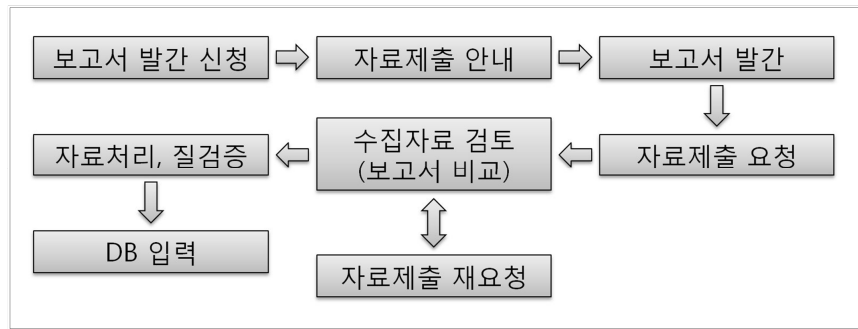 보고서 발간 신청
자료제출 안내
보고서 발간
자료제출 요청
수집자료 검토
(보고서 비교)
자료처리, 질검증
자료제출 재요청
DB 입력